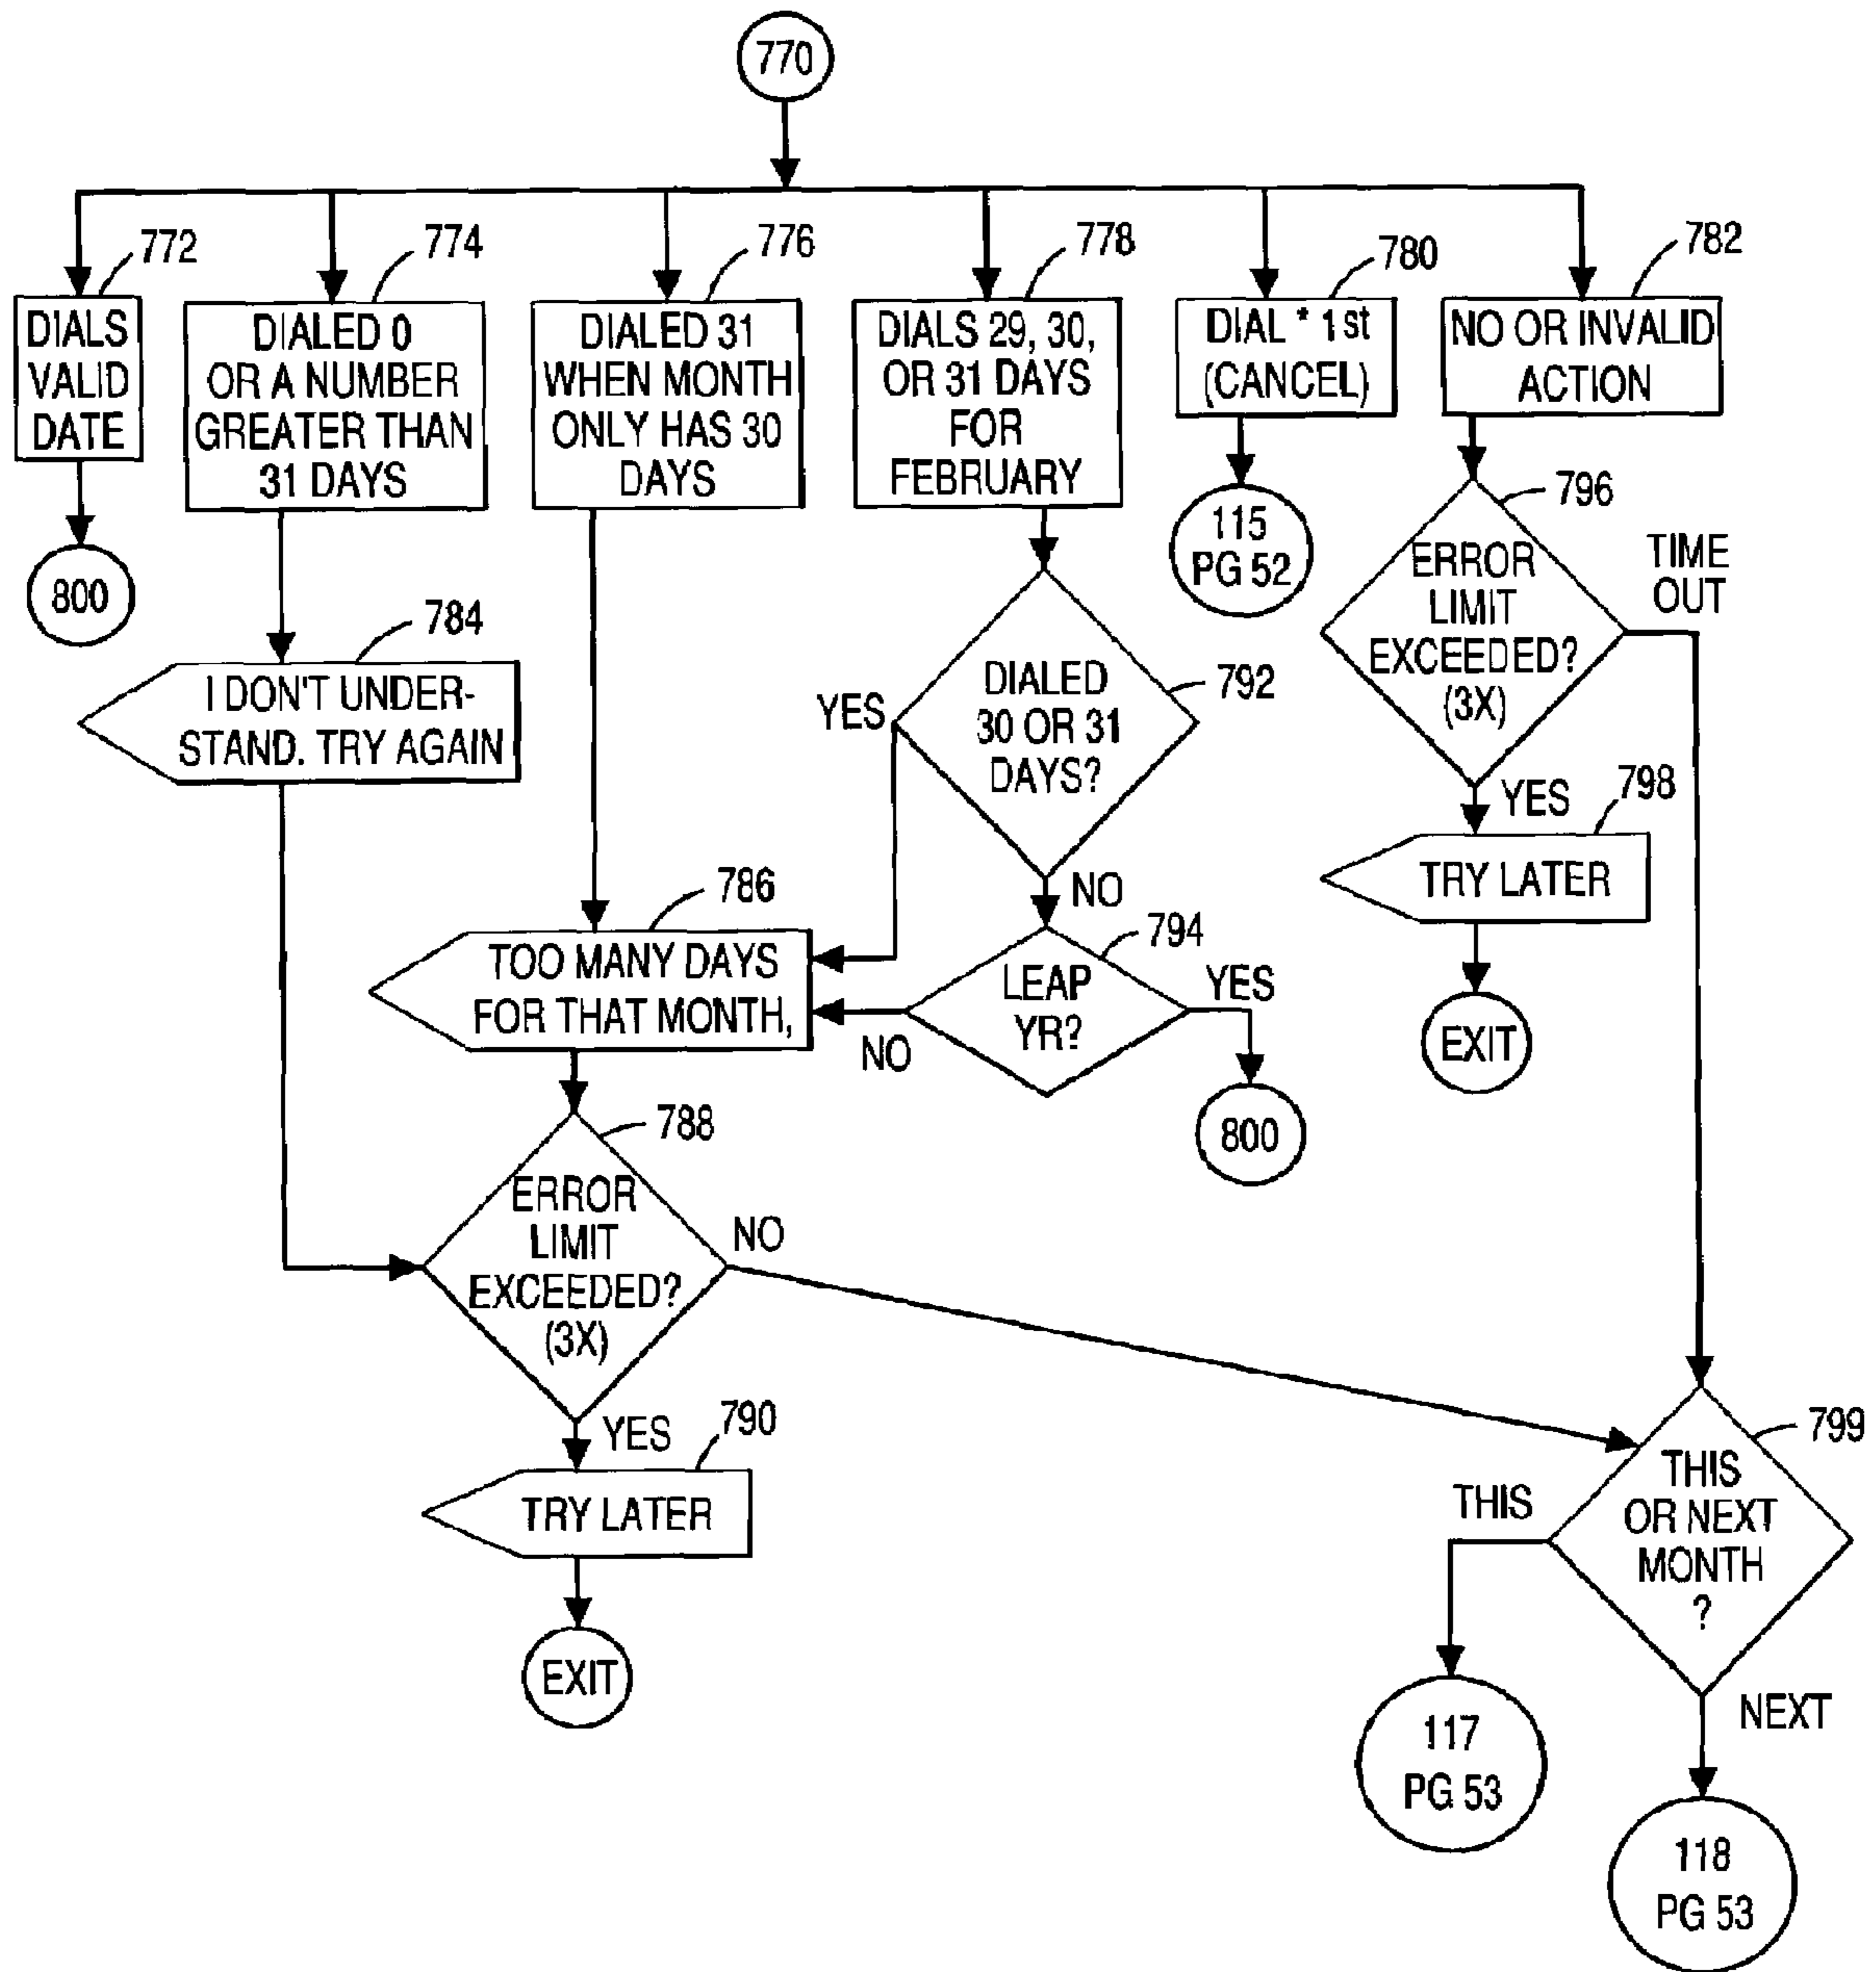 770
772
774
776
778
780
782
DIALS
VALID
DATE
DIALED 0
OR A NUMBER
GREATER THAN
31 DAYS
DIALED 31
WHEN MONTH
ONLY HAS 30
DAYS
DIALS 29, 30,
OR 31 DAYS
FOR
FEBRUARY
DIAL * 1st
(CANCEL)
NO OR INVALID
ACTION
800
784
I DON'T UNDER-
STAND. TRY AGAIN
115
PG 52
796
ERROR
LIMIT
EXCEEDED?
(3X)
TIME
OUT
792
DIALED
30 OR 31
DAYS?
YES
NO
YES
798
TRY LATER
EXIT
786
TOO MANY DAYS
FOR THAT MONTH,
794
LEAP
YR?
YES
NO
800
788
ERROR
LIMIT
EXCEEDED?
(3X)
NO
YES
790
TRY LATER
EXIT
799
THIS
OR NEXT
MONTH
?
THIS
NEXT
117
PG 53
118
PG 53